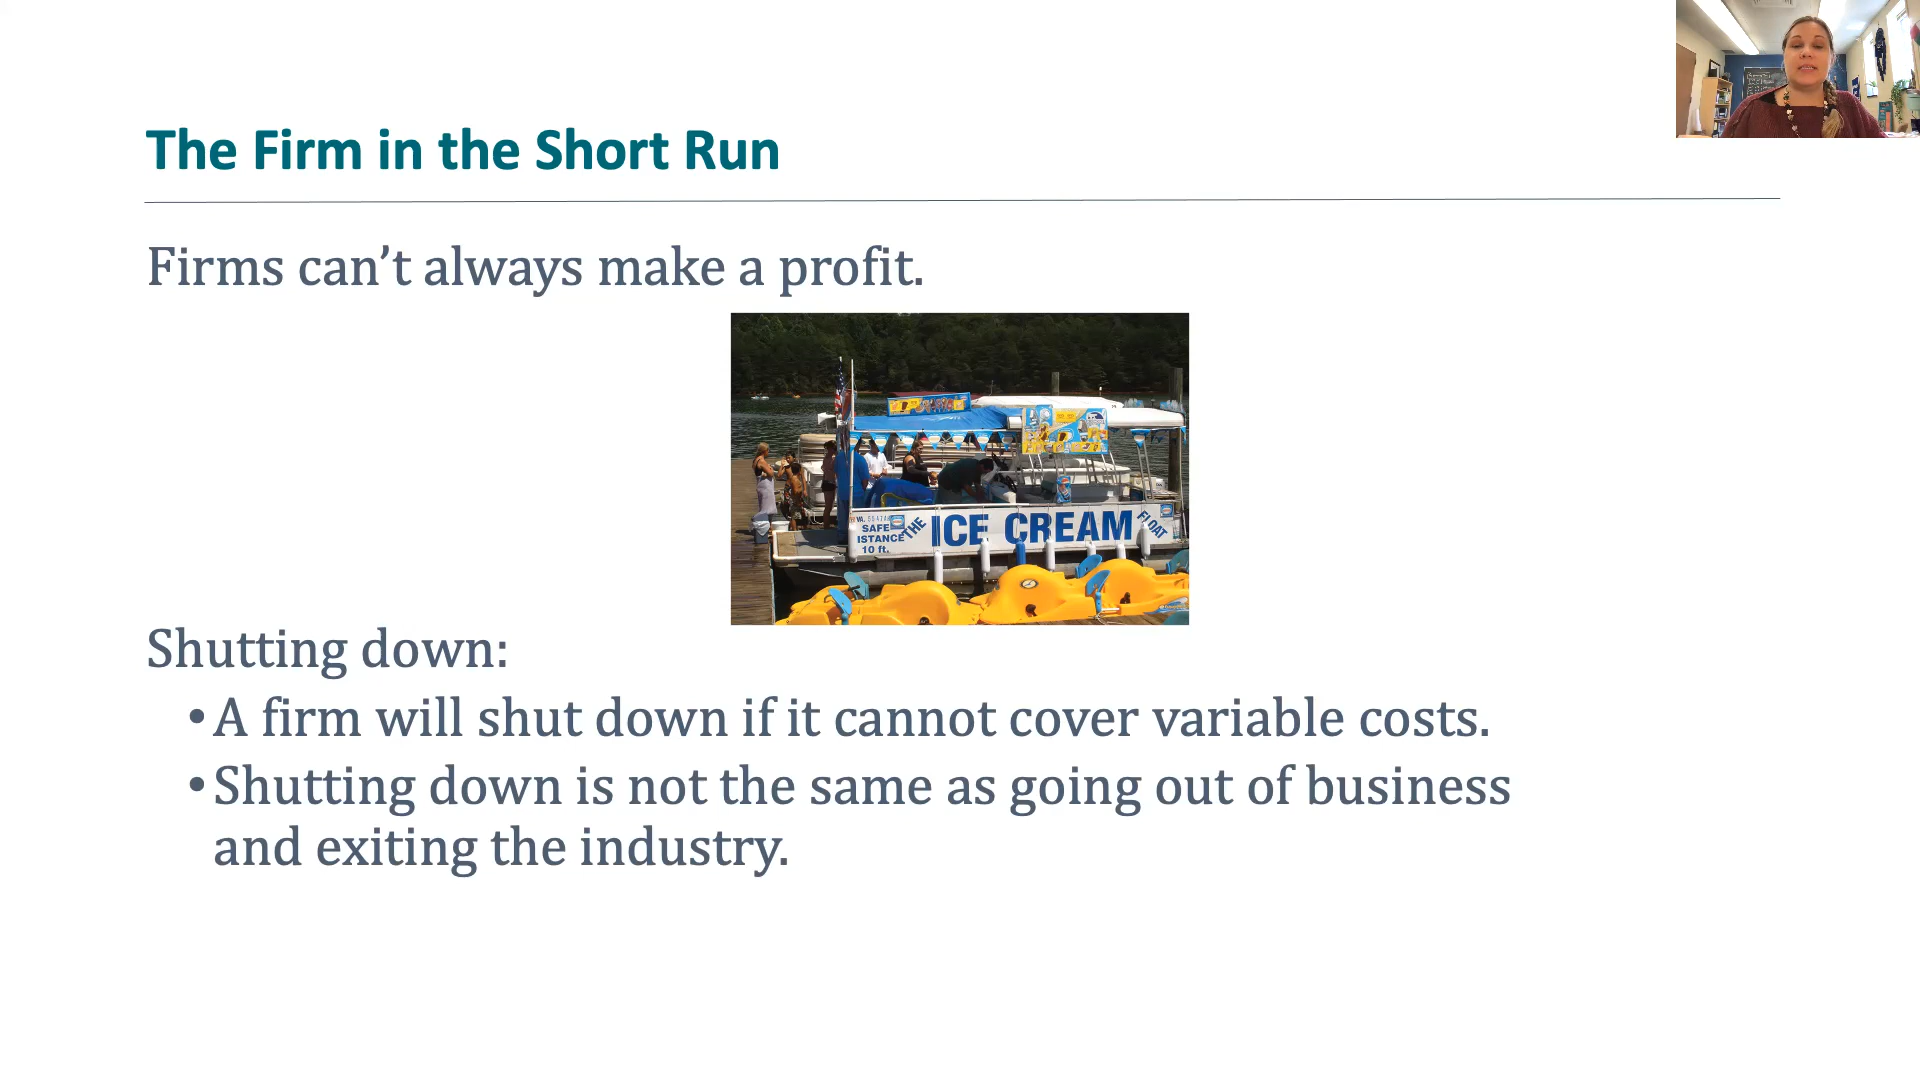 The Firm in the Short Run
Firms can’t always make a profit.
SAFE
ISTANCE
10 ft.
THE ICE CREAM FLOAT
Shutting down:
•A firm will shut down if it cannot cover variable costs.
•Shutting down is not the same as going out of business
and exiting the industry.